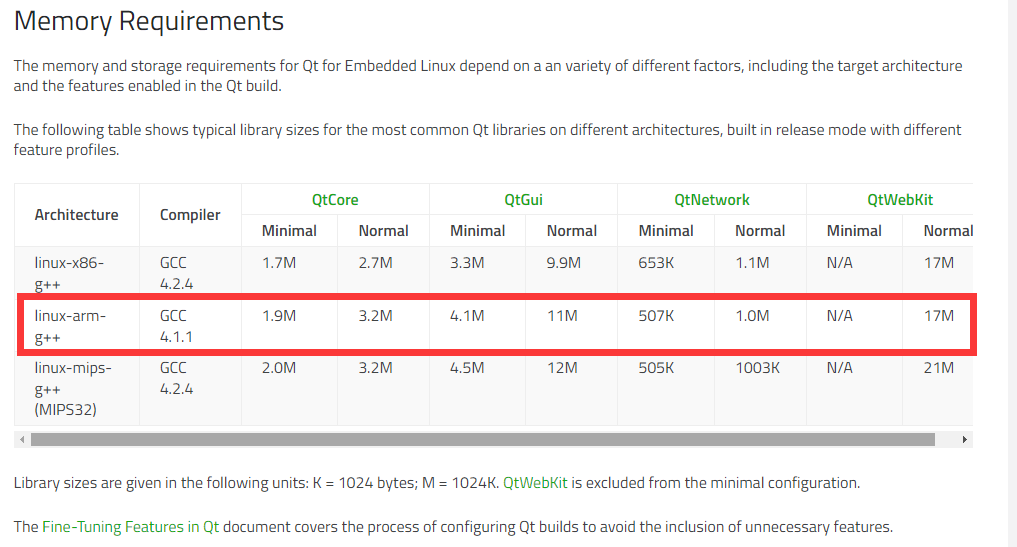 Memory Requirements
The memory and storage requirements for Qt for Embedded Linux depend on a an variety of different factors, including the target architecture
and the features enabled in the Qt build.
The following table shows typical library sizes for the most common Qt libraries on different architectures, built in release mode with different
feature profiles.
Architecture Compiler QtCore QtGui QtNetwork QtWebKit
Minimal Normal Minimal Normal Minimal Normal Minimal Normal
linux-x86- GCC 1.7M 2.7M 3.3M 9.9M 653K 1.1M N/A 17M
g++ 4.2.4
linux-arm- GCC 1.9M 3.2M 4.1M 11M 507K 1.0M N/A 17M
g++ 4.1.1
linux-mips- GCC 2.0M 3.2M 4.5M 12M 505K 1003K N/A 21M
g++ 4.2.4
(MIPS32)
Library sizes are given in the following units: K = 1024 bytes; M = 1024K. QtWebKit is excluded from the minimal configuration.
The Fine-Tuning Features in Qt document covers the process of configuring Qt builds to avoid the inclusion of unnecessary features.